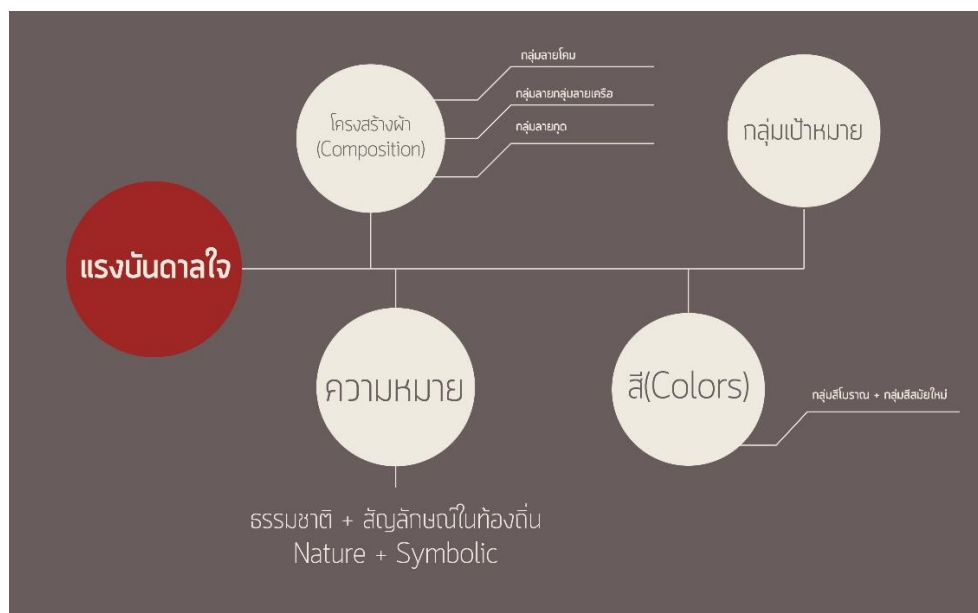 กลุ่มลายโคม
กลุ่มลายกลุ่มลายเครือ
กลุ่มลายกูด
โครงสร้างผ้า
(Composition)
กลุ่มเป้าหมาย
แรงบันดาลใจ
ความหมาย
สี(Colors)
กลุ่มสีโบราณ + กลุ่มสีสมัยใหม่
ธรรมชาติ + สัญลักษณ์ในท้องถิ่น
Nature + Symbolic